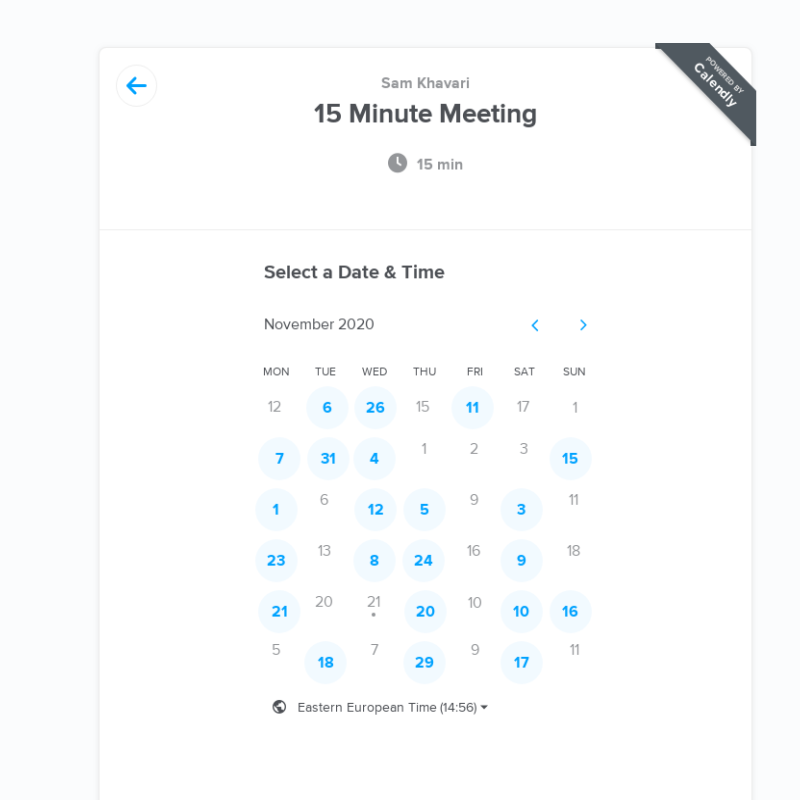 POWERED BY
Calendly
Sam Khavari
15 Minute Meeting
15 min
Select a Date & Time
November 2020
MON TUE WED THU FRI SAT SUN
12 6 26 15 11 17 1
7 31 4 1 2 3 15
1 6 12 5 9 3 11
23 13 8 24 16 9 18
21 20 21 20 10 10 16
5 18 7 29 9 17 11
Eastern European Time (14:56)